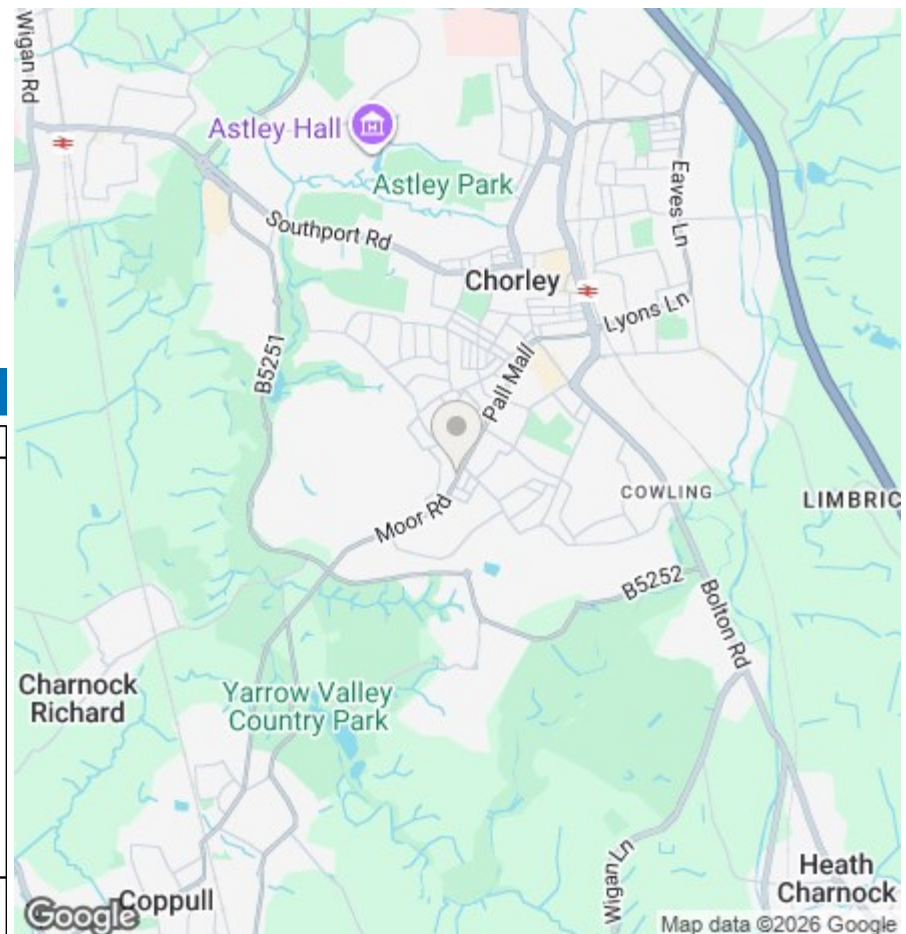 Wigan Rd
Astley Hall
Astley Park
Eaves Ln
Southport Rd
Chorley
Lyons Ln
B5251
Pall Mall
COWLING
LIMBRIC
Moor Rd
B5252
Bolton Rd
Charnock
Richard
Yarrow Valley
Country Park
Wigan Ln
Heath
Charnock
Coppull
Google
Map data ©2026 Google